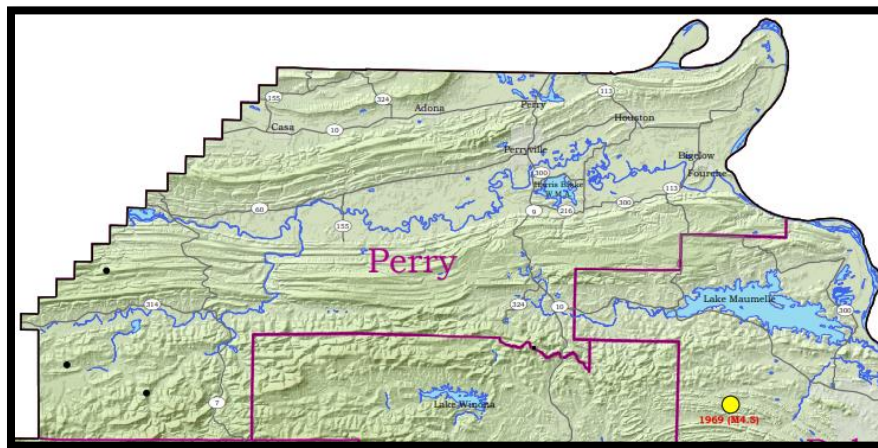 155
324
113
Adona
Perry
Casa
10
Houston
Perryville
Bigelow
300
Fourche
Harris Brake
W.M.A.
113
60
9
216
300
155
Perry
314
324
10
Lake Maumelle
300
7
Lake Winona
1969 (M4.5)